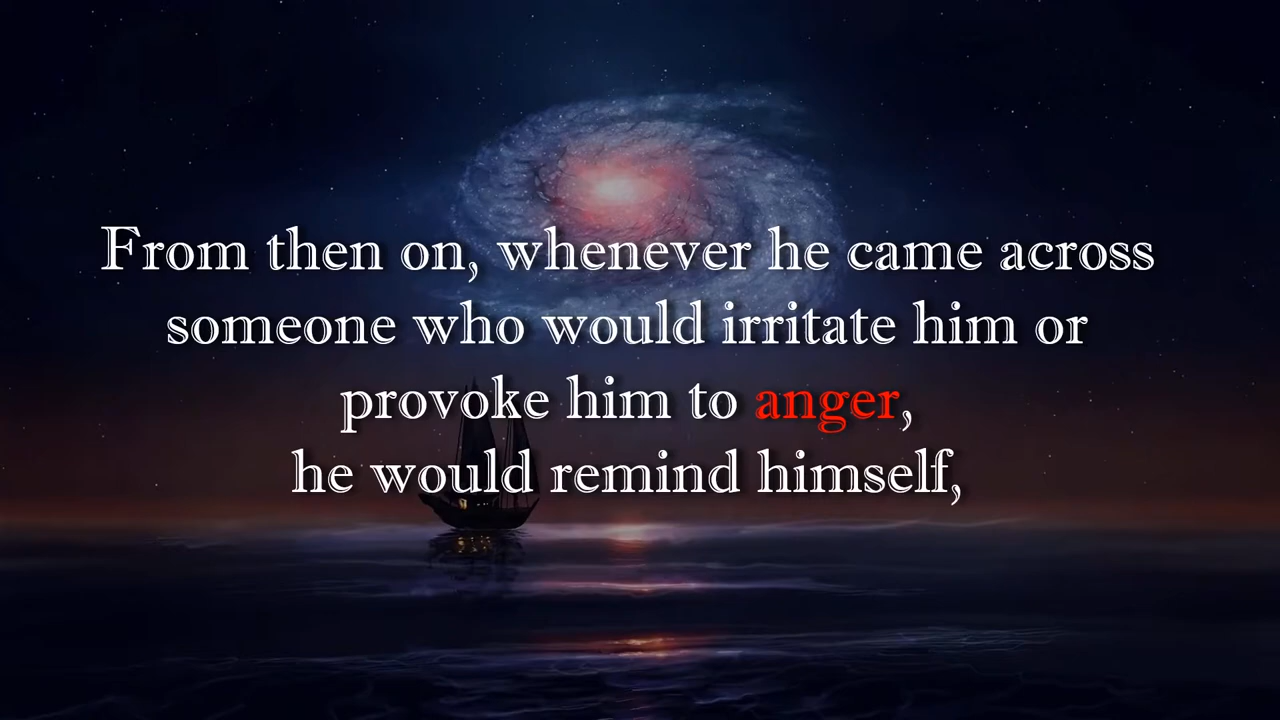 From then on, whenever he came across
someone who would irritate him or
provoke him to anger,
he would remind himself,